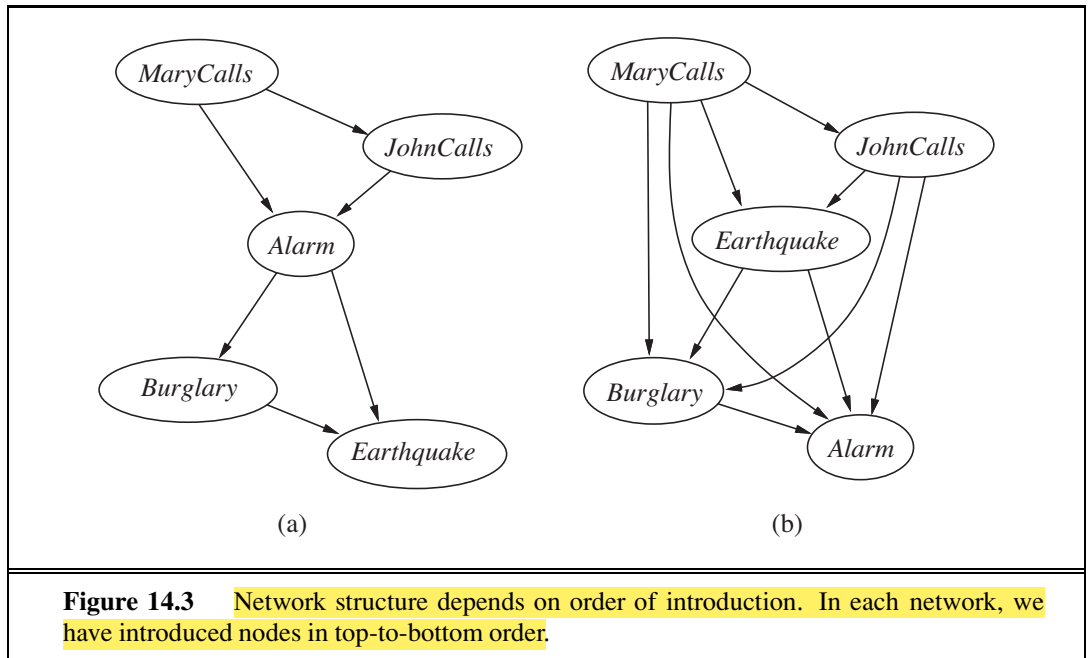 MaryCalls
JohnCalls
Alarm
Burglary
Earthquake
(a)
MaryCalls
JohnCalls
Earthquake
Burglary
Alarm
(b)
Figure 14.3 Network structure depends on order of introduction. In each network, we
have introduced nodes in top-to-bottom order.